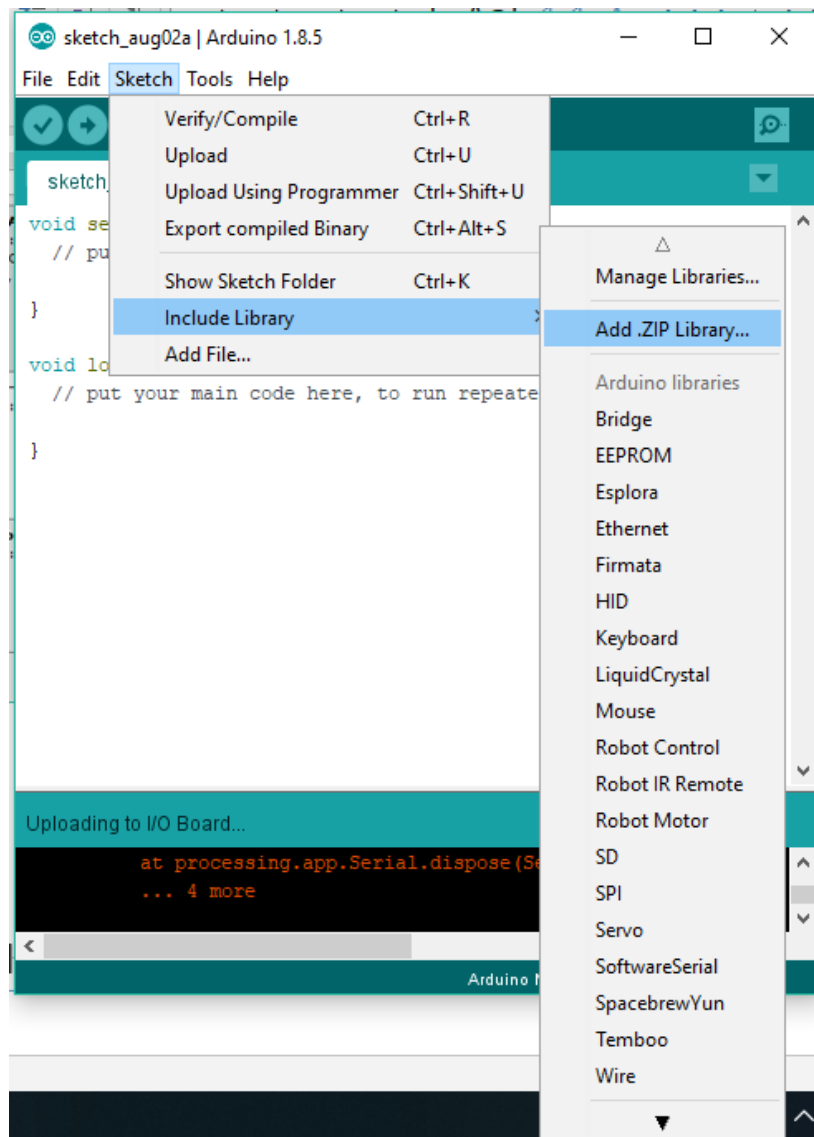 sketch_aug02a | Arduino 1.8.5
File Edit Sketch Tools Help
Verify/Compile Ctrl+R
Upload Ctrl+U
Upload Using Programmer Ctrl+Shift+U
Export compiled Binary Ctrl+Alt+S
Show Sketch Folder Ctrl+K
Include Library
Add File...
Manage Libraries...
Add .ZIP Library...
Arduino libraries
Bridge
EEPROM
Esplora
Ethernet
Firmata
HID
Keyboard
LiquidCrystal
Mouse
Robot Control
Robot IR Remote
Robot Motor
SD
SPI
Servo
SoftwareSerial
SpacebrewYun
Temboo
Wire
sketch_
void se
// pu
}
void lo
// put your main code here, to run repeate
}
Uploading to I/O Board...
at processing.app.Serial.dispose(Se
... 4 more
Arduino